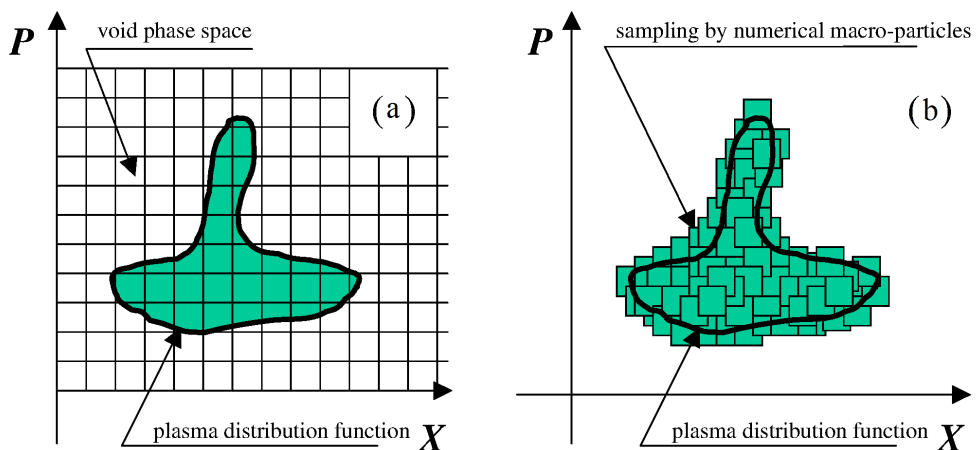 void phase space
P
(a)
plasma distribution function
X
sampling by numerical macro-particles
P
(b)
plasma distribution function
X